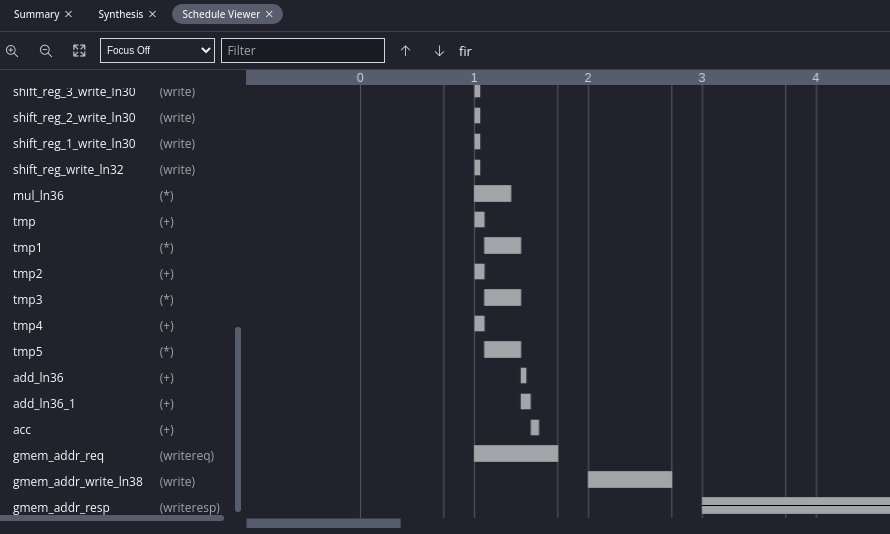 Summary × Synthesis × Schedule Viewer ×
Focus Off Filter fir
0 1 2 3 4
shift_reg_3_write_ln30 (write)
shift_reg_2_write_ln30 (write)
shift_reg_1_write_ln30 (write)
shift_reg_write_ln32 (write)
mul_ln36 (*)
tmp (+)
tmp1 (*)
tmp2 (+)
tmp3 (*)
tmp4 (+)
tmp5 (*)
add_ln36 (+)
add_ln36_1 (+)
acc (+)
gmem_addr_req (writereq)
gmem_addr_write_ln38 (write)
gmem_addr_resp (writeresp)